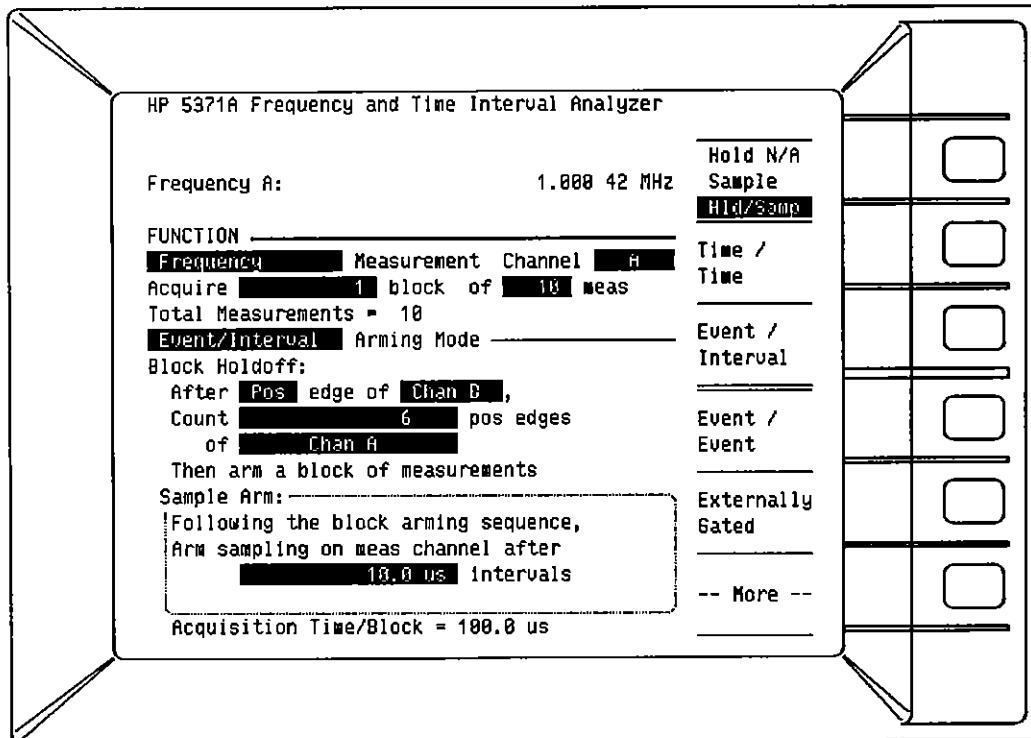 HP 5371A Frequency and Time Interval Analyzer
Frequency A: 1.000 42 MHz
FUNCTION
Frequency Measurement Channel A
Acquire 1 block of 10 meas
Total Measurements = 10
Event/Interval Arming Mode
Block Holdoff:
After Pos edge of Chan B ,
Count 6 pos edges
of Chan A
Then arm a block of measurements
Sample Arm:
Following the block arming sequence,
Arm sampling on meas channel after
10.0 us intervals
Acquisition Time/Block = 100.0 us
Hold N/A
Sample
Hld/Samp
Time /
Time
Event /
Interval
Event /
Event
Externally
Gated
-- More --